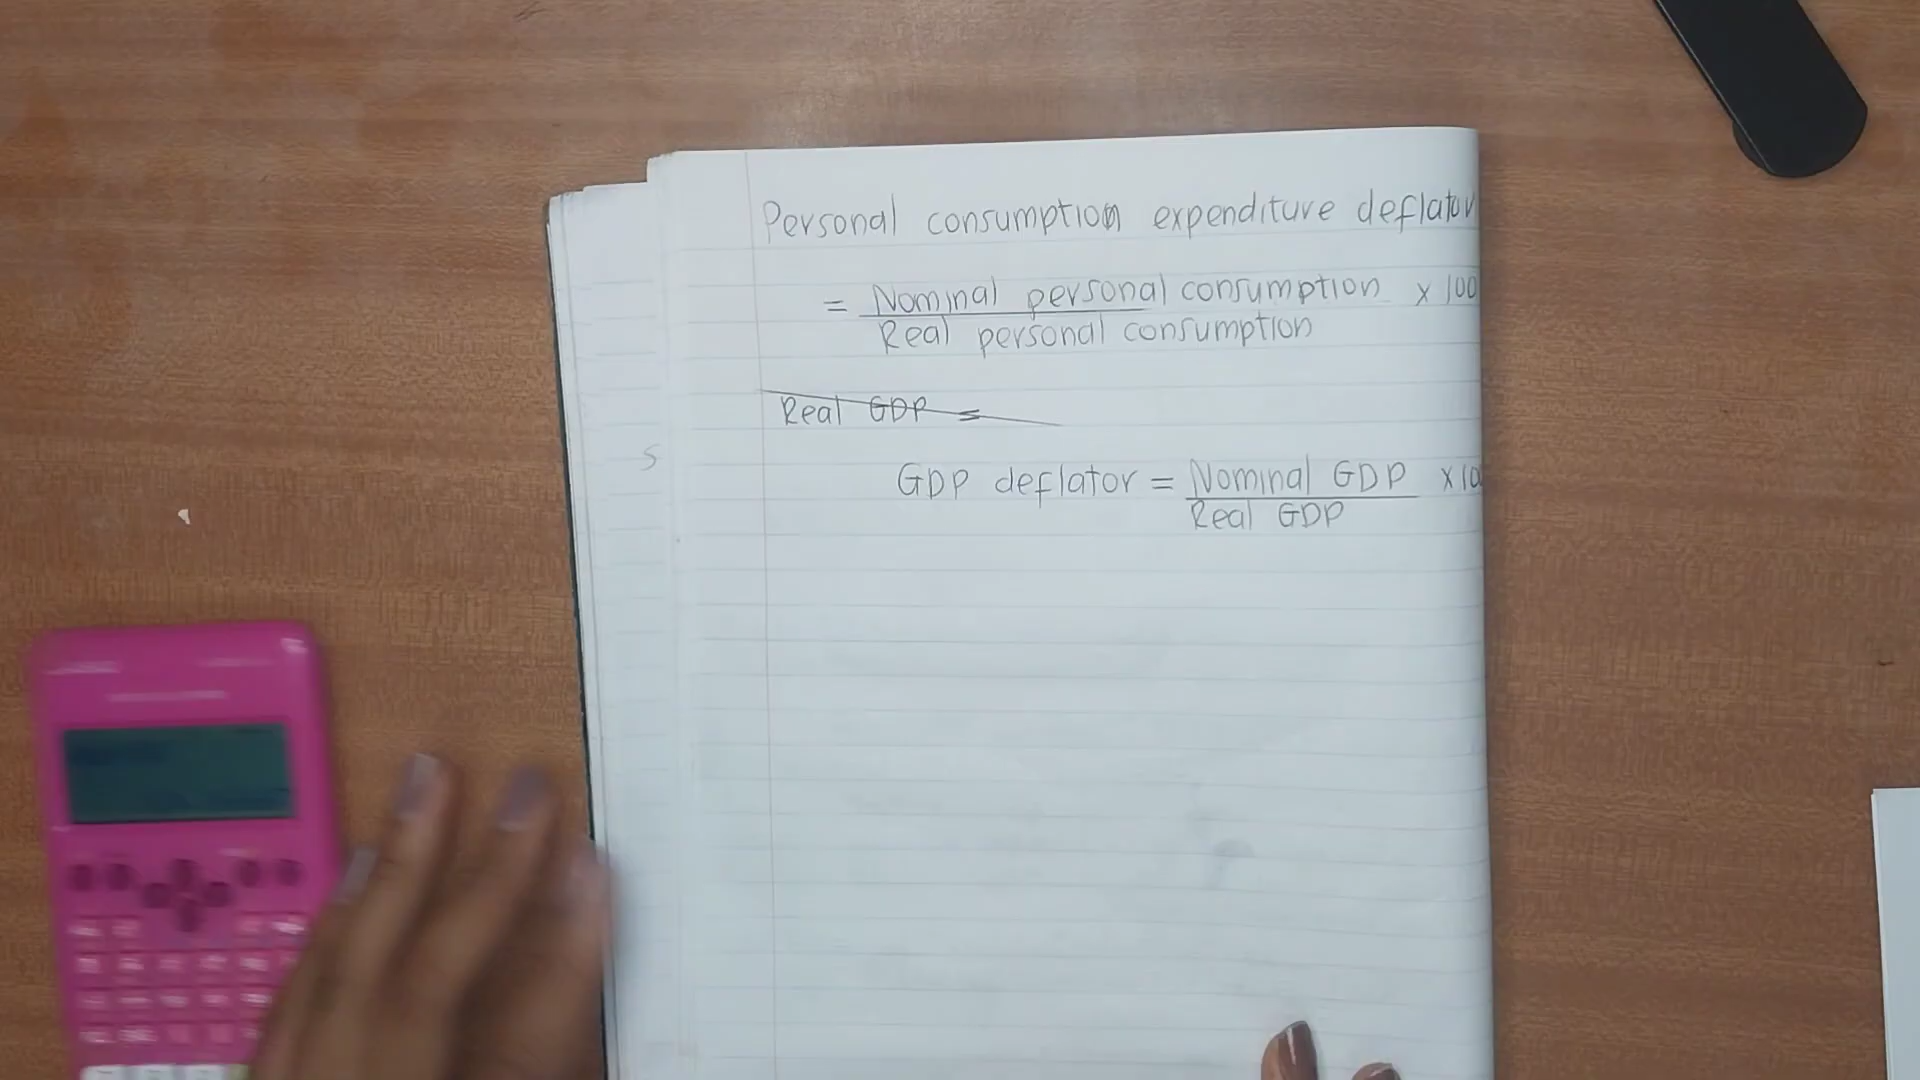 Personal consumption expenditure deflator
= Nominal personal consumption x 100
Real personal consumption
Real GDP =
S
GDP deflator = Nominal GDP x10
Real GDP